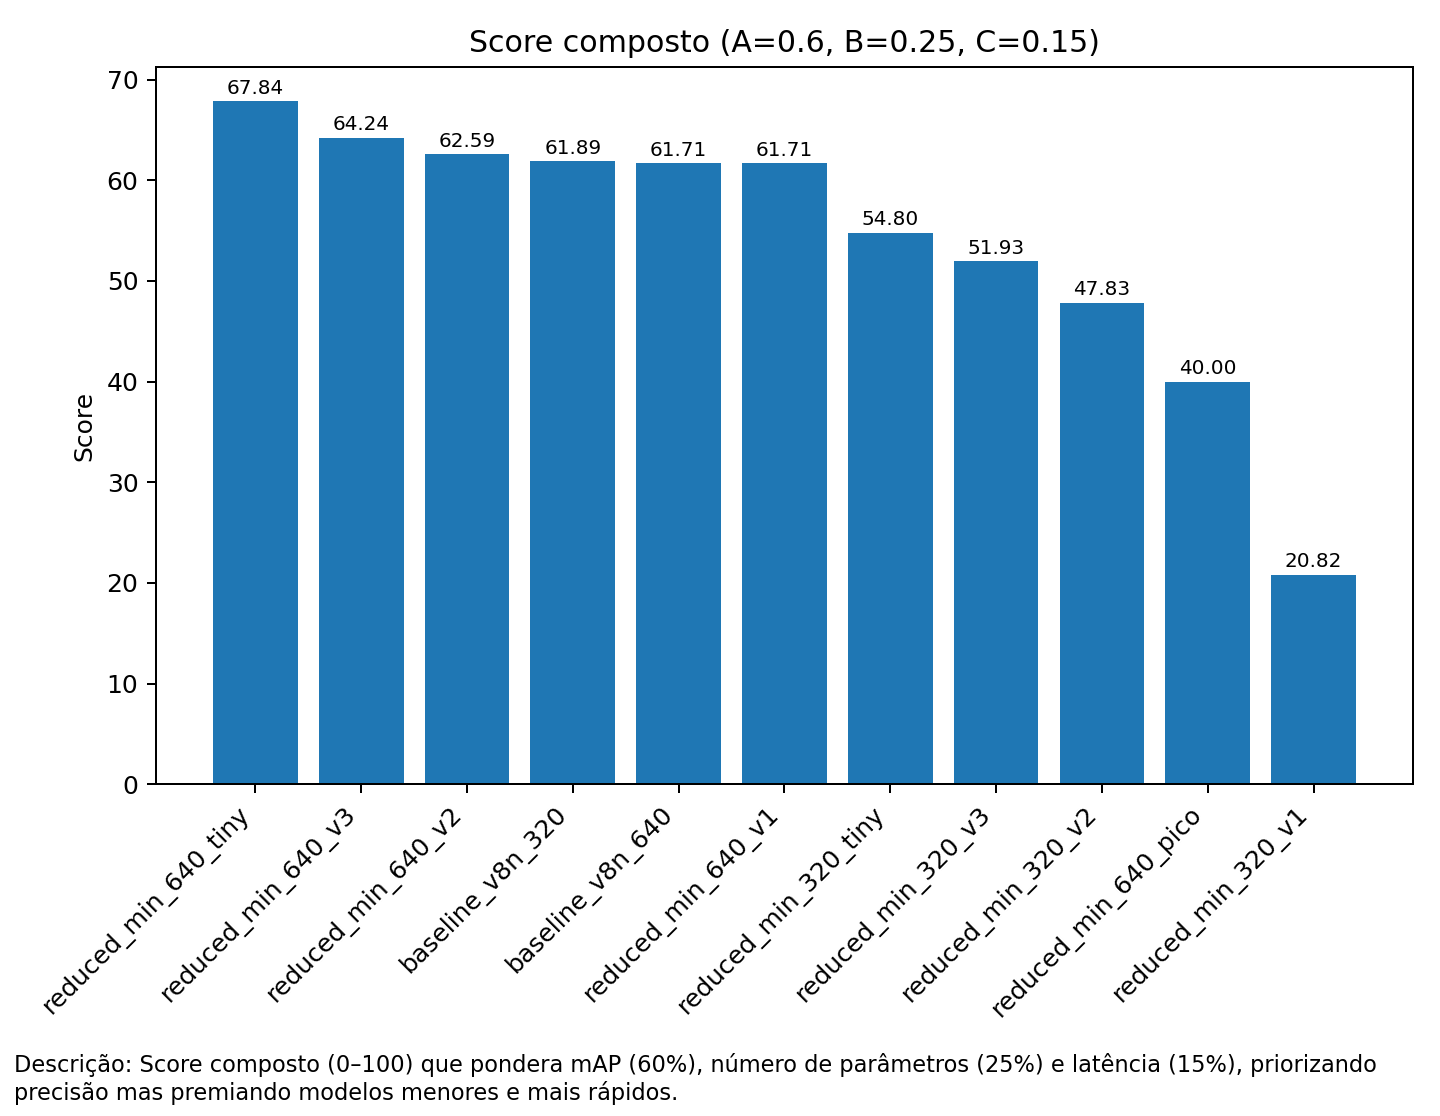 Score composto (A=0.6, B=0.25, C=0.15)
70
60
50
40
30
20
10
0
Score
67.84
64.24
62.59
61.89
61.71
61.71
54.80
51.93
47.83
40.00
20.82
reduced_min_640_tiny
reduced_min_640_v3
reduced_min_640_v2
baseline_v8n_320
baseline_v8n_640
reduced_min_640_v1
reduced_min_320_tiny
reduced_min_320_v3
reduced_min_320_v2
reduced_min_640_pico
reduced_min_320_v1
Descrição: Score composto (0–100) que pondera mAP (60%), número de parâmetros (25%) e latência (15%), priorizando
precisão mas premiando modelos menores e mais rápidos.